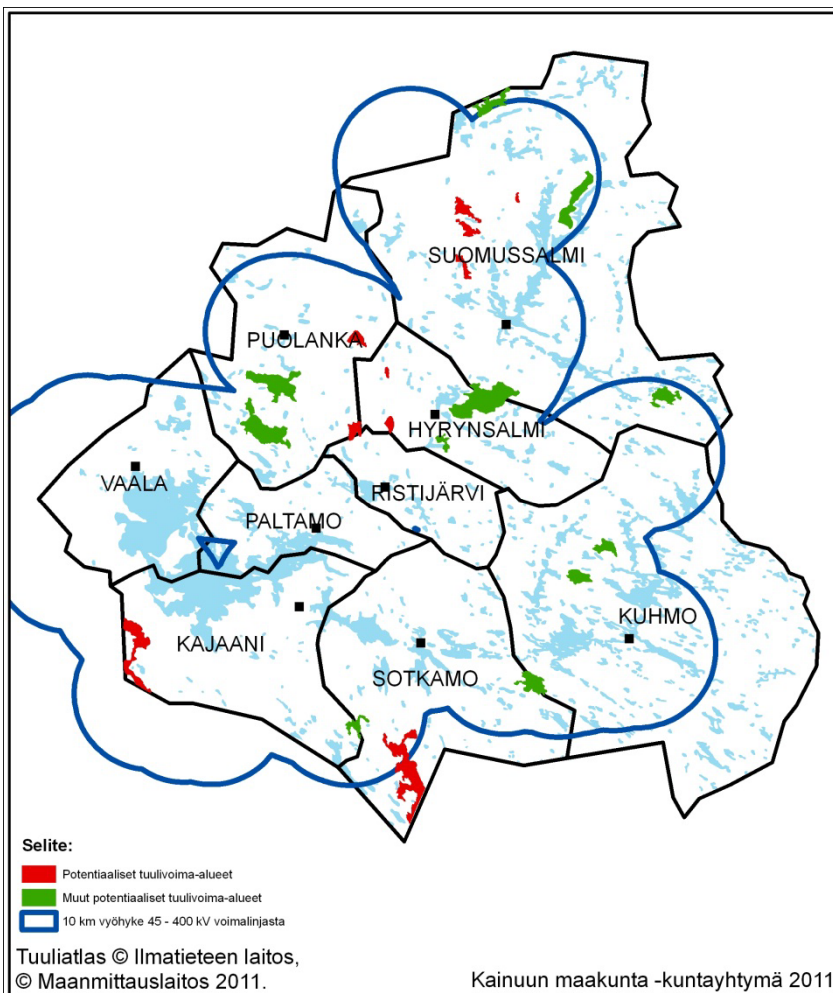 SUOMUSSALMI
PUOLANKA
HYRYNSALMI
VAALA
RISTIJÄRVI
PALTAMO
KUHMO
KAJAANI
SOTKAMO
Selite:
Potentiaaliset tuulivoima-alueet
Muut potentiaaliset tuulivoima-alueet
10 km vyöhyke 45 - 400 kV voimalinjasta
Tuuliatlas © Ilmatieteen laitos,
© Maanmittauslaitos 2011.
Kainuun maakunta -kuntayhtymä 2011